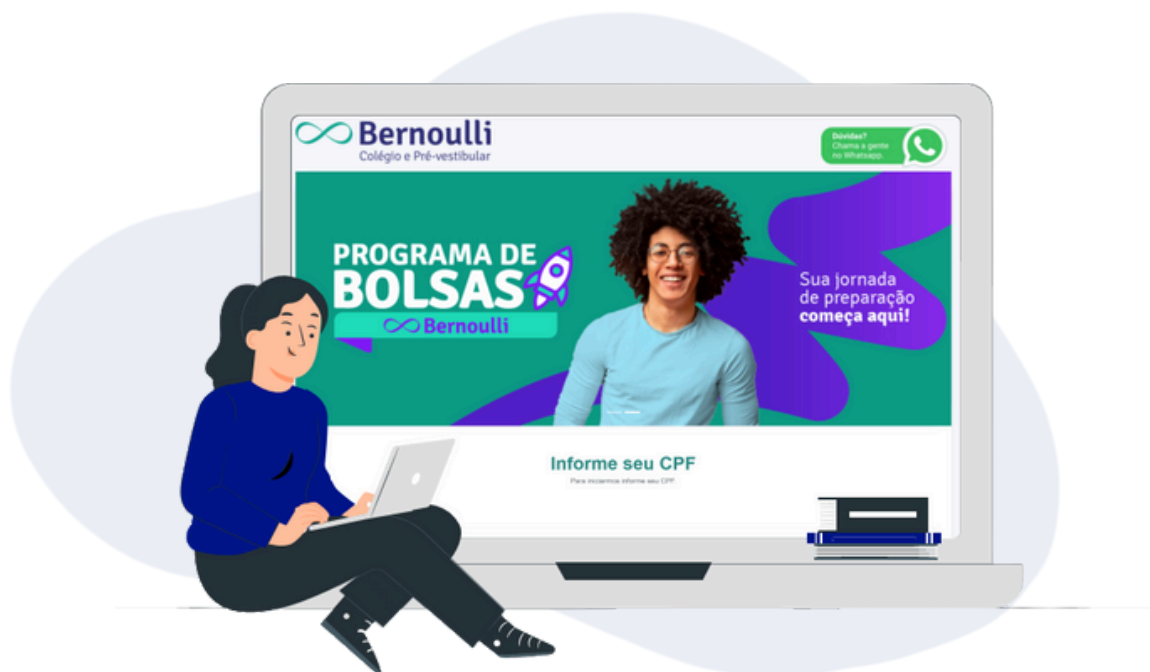 Bernoulli
Colégio e Pré-vestibular
Dúvidas?
Chama a gente
no Whatsapp.
PROGRAMA DE
BOLSAS
Bernoulli
Sua jornada
de preparação
começa aqui!
Informe seu CPF
Para iniciarmos informe seu CPF.